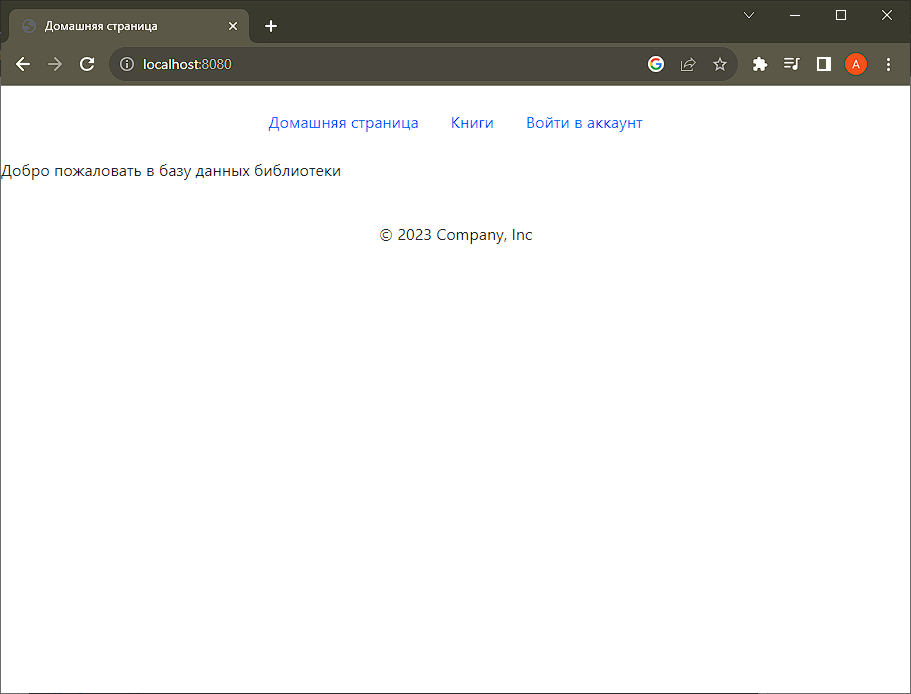 Домашняя страница
localhost:8080
A
Домашняя страница Книги Войти в аккаунт
Добро пожаловать в базу данных библиотеки
© 2023 Company, Inc